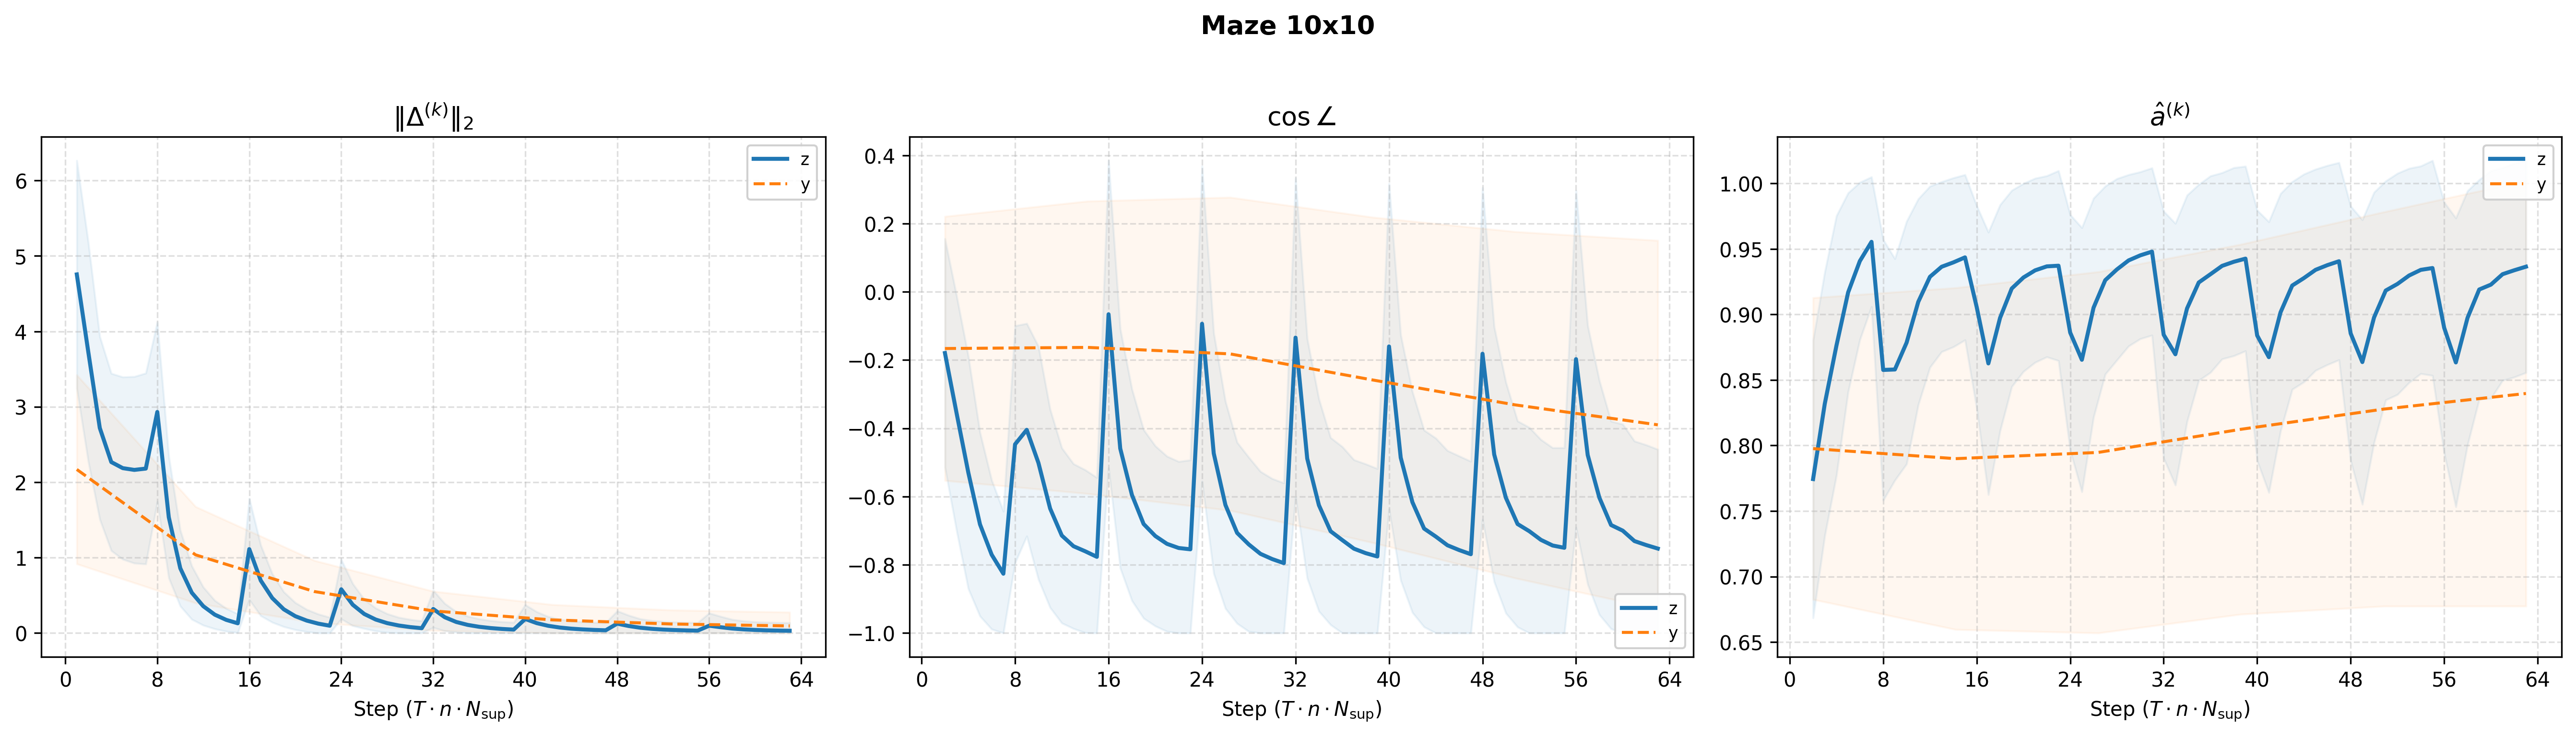 Maze 10x10
‖Δ^(k)‖₂
z
y
6
5
4
3
2
1
0
0 8 16 24 32 40 48 56 64
Step (T · n · N_sup)
cos ∠
z
y
0.4
0.2
0.0
−0.2
−0.4
−0.6
−0.8
−1.0
0 8 16 24 32 40 48 56 64
Step (T · n · N_sup)
â^(k)
z
y
1.00
0.95
0.90
0.85
0.80
0.75
0.70
0.65
0 8 16 24 32 40 48 56 64
Step (T · n · N_sup)